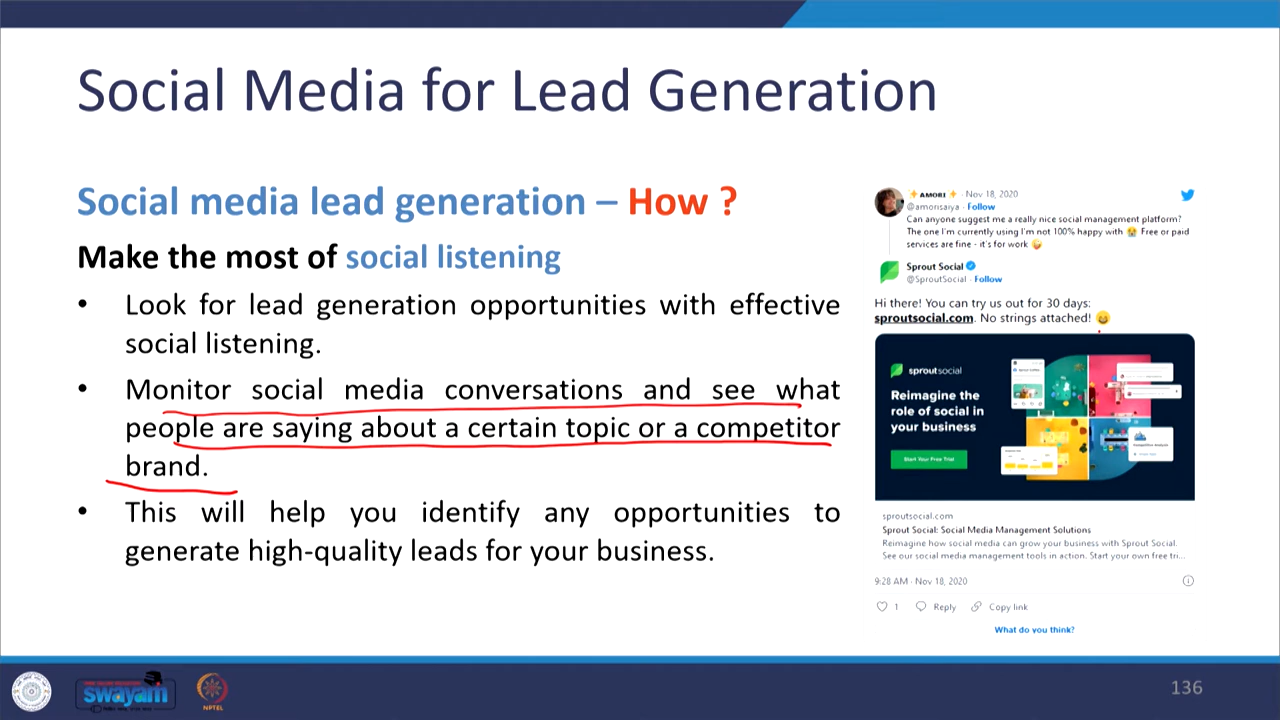 Social Media for Lead Generation
Social media lead generation – How ?
Make the most of social listening
• Look for lead generation opportunities with effective
social listening.
• Monitor social media conversations and see what
people are saying about a certain topic or a competitor
brand.
• This will help you identify any opportunities to
generate high-quality leads for your business.
AMORI · Nov 18, 2020
@amorisaiya · Follow
Can anyone suggest me a really nice social management platform?
The one I'm currently using I'm not 100% happy with 😭 Free or paid
services are fine - it's for work 😜
Sprout Social
@SproutSocial · Follow
Hi there! You can try us out for 30 days:
sproutsocial.com. No strings attached! 😄
sproutsocial
Reimagine the
role of social in
your business
Start Your Free Trial
sproutsocial.com
Sprout Social: Social Media Management Solutions
Reimagine how social media can grow your business with Sprout Social.
See our social media management tools in action. Start your own free tri...
9:28 AM · Nov 18, 2020
1 Reply Copy link
What do you think?
swayam
NPTEL
136